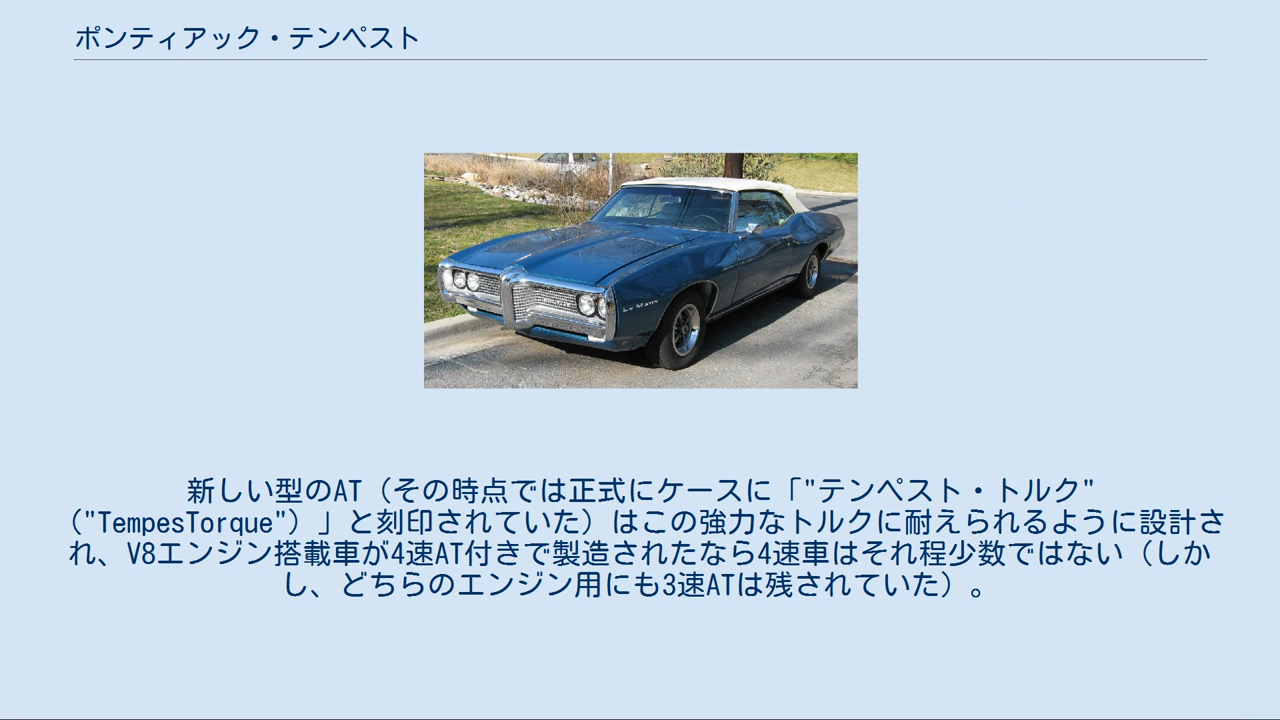 ポンティアック・テンペスト
Le Mans
新しい型のAT（その時点では正式にケースに「"テンペスト・トルク"
（"TempesTorque"）」と刻印されていた）はこの強力なトルクに耐えられるように設計さ
れ、V8エンジン搭載車が4速AT付きで製造されたなら4速車はそれ程少数ではない（しか
し、どちらのエンジン用にも3速ATは残されていた）。